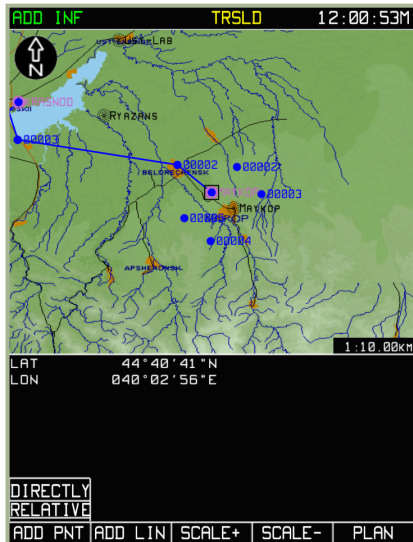 ADD INF TRSLD 12:00:53M
UST-LAB
N
RYAZANS
00003
00002
00002
BELORECHENSK
00003
MAYKOP
00004
APSHERONSK
1:10.00KM
LAT 44°40'41"N
LON 040°02'56"E
DIRECTLY
RELATIVE
ADD PNT ADD LIN SCALE+ SCALE- PLAN